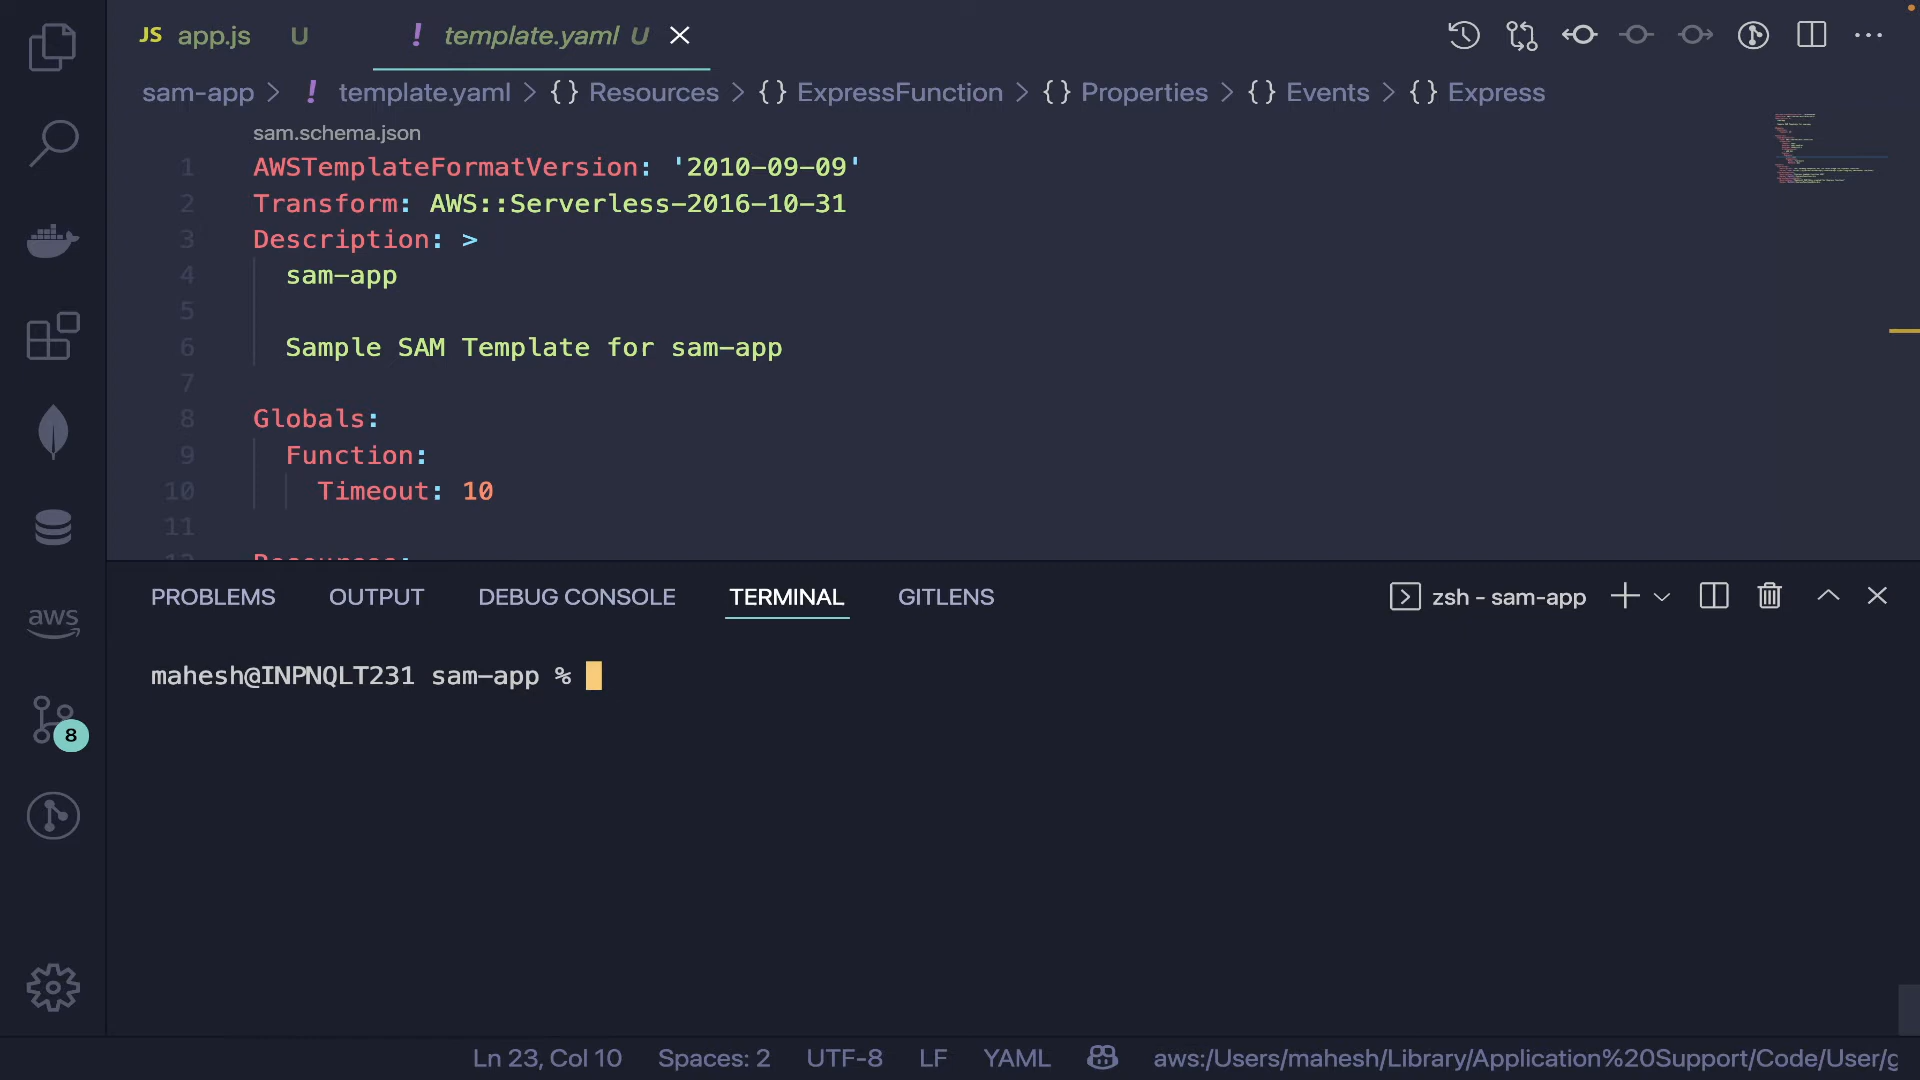 JS app.js U ! template.yaml U
sam-app > ! template.yaml > {} Resources > {} ExpressFunction > {} Properties > {} Events > {} Express
sam.schema.json
1 AWSTemplateFormatVersion: '2010-09-09'
2 Transform: AWS::Serverless-2016-10-31
3 Description: >
4 sam-app
5
6 Sample SAM Template for sam-app
7
8 Globals:
9 Function:
10 Timeout: 10
11
12 Resources:
PROBLEMS OUTPUT DEBUG CONSOLE TERMINAL GITLENS zsh - sam-app
mahesh@INPNQLT231 sam-app %
aws
8
Ln 23, Col 10 Spaces: 2 UTF-8 LF YAML aws:/Users/mahesh/Library/Application%20Support/Code/User/g